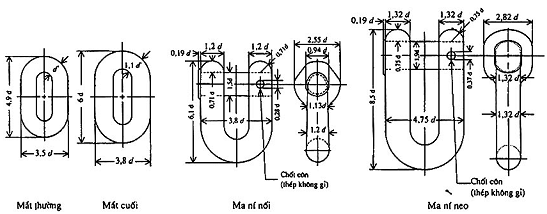 4,9 d
d
3,5 d
Mắt thường
6 d
1,1 d
3,8 d
Mắt cuối
0,19 d
1,2 d
1,2 d
0,71 d
0,71 d
1,5 d
6,1 d
3,8 d
0,28 d
2,55 d
0,94 d
1,13 d
1,2 d
Chốt côn
(thép không gỉ)
Ma ní nối
0,19 d
1,32 d
1,32 d
0,75 d
0,75 d
1,94 d
8,5 d
4,75 d
0,37 d
2,82 d
1,32 d
1,32 d
Chốt côn
(thép không gỉ)
Ma ní neo